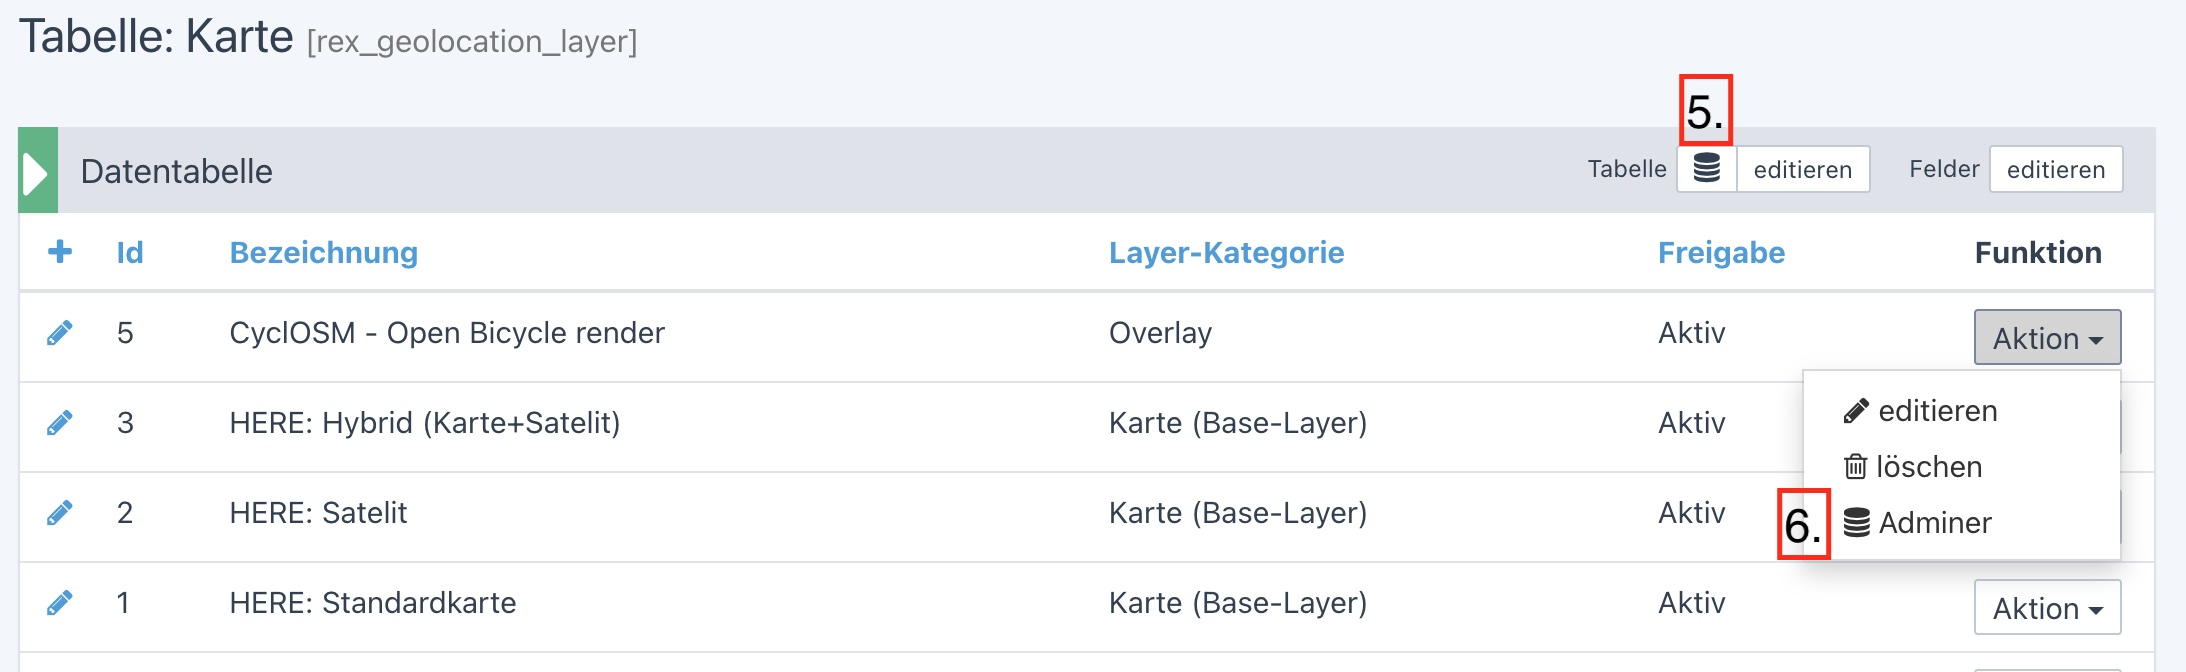 Tabelle: Karte [rex_geolocation_layer]
5.
Datentabelle Tabelle editieren Felder editieren
+ Id Bezeichnung Layer-Kategorie Freigabe Funktion
5 CyclOSM - Open Bicycle render Overlay Aktiv Aktion
editieren
3 HERE: Hybrid (Karte+Satelit) Karte (Base-Layer) Aktiv
löschen
2 HERE: Satelit Karte (Base-Layer) Aktiv
6. Adminer
1 HERE: Standardkarte Karte (Base-Layer) Aktiv Aktion